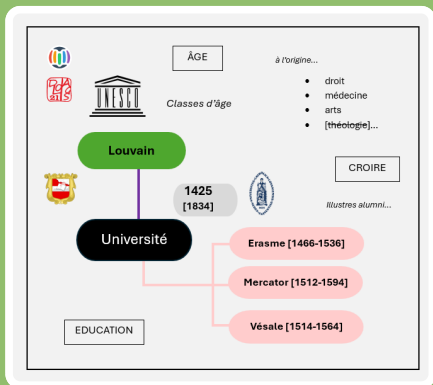 ÂGE
à l'origine...
• droit
• médecine
• arts
• [théologie]...
UNESCO
Classes d'âge
Louvain
CROIRE
1425
[1834]
Illustres alumni...
Université
Erasme [1466-1536]
Mercator [1512-1594]
Vésale [1514-1564]
EDUCATION